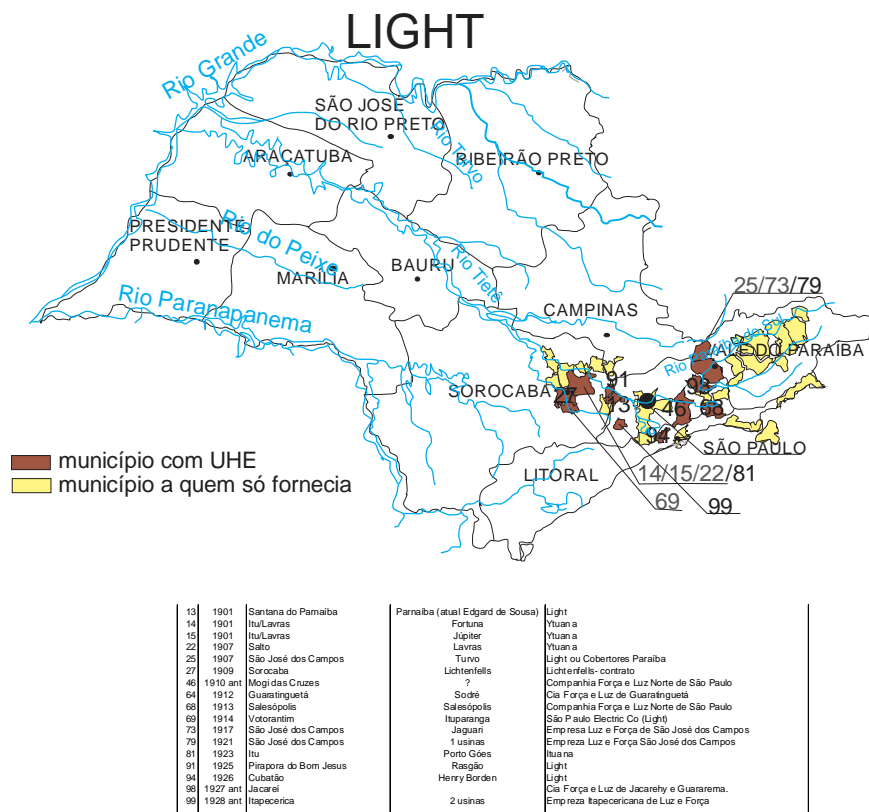 LIGHT
Rio Grande
SÃO JOSÉ
DO RIO PRETO
Rio Turvo
ARAÇATUBA
RIBEIRÃO PRETO
PRESIDENTE
PRUDENTE
Rio do Peixe
MARÍLIA
BAURU
Rio Tietê
Rio Paranapanema
CAMPINAS
25/73/79
Rio Paraíba do Sul
VALE DO PARAÍBA
SOROCABA
27
91
13
46
98
68
94
SÃO PAULO
LITORAL
14/15/22/81
69
99
município com UHE
município a quem só fornecia
13 1901 Santana do Parnaíba Parnaíba (atual Edgard de Sousa) Light
14 1901 Itu/Lavras Fortuna Ytuana
15 1901 Itu/Lavras Júpiter Ytuana
22 1907 Salto Lavras Ytuana
25 1907 São José dos Campos Turvo Light ou Cobertores Paraíba
27 1909 Sorocaba Lichtenfells Lichtenfells- contrato
46 1910 ant Mogi das Cruzes ? Companhia Força e Luz Norte de São Paulo
64 1912 Guaratinguetá Sodré Cia Força e Luz de Guaratinguetá
68 1913 Salesópolis Salesópolis Companhia Força e Luz Norte de São Paulo
69 1914 Votorantim Ituparanga São Paulo Electric Co (Light)
73 1917 São José dos Campos Jaguari Empresa Luz e Força de São José dos Campos
79 1921 São José dos Campos 1 usinas Empreza Luz e Força São José dos Campos
81 1923 Itu Porto Góes Ituana
91 1925 Pirapora do Bom Jesus Rasgão Light
94 1926 Cubatão Henry Borden Light
98 1927 ant Jacareí Cia Força e Luz de Jacarehy e Guararema.
99 1928 ant Itapecerica 2 usinas Empreza Itapecericana de Luz e Força